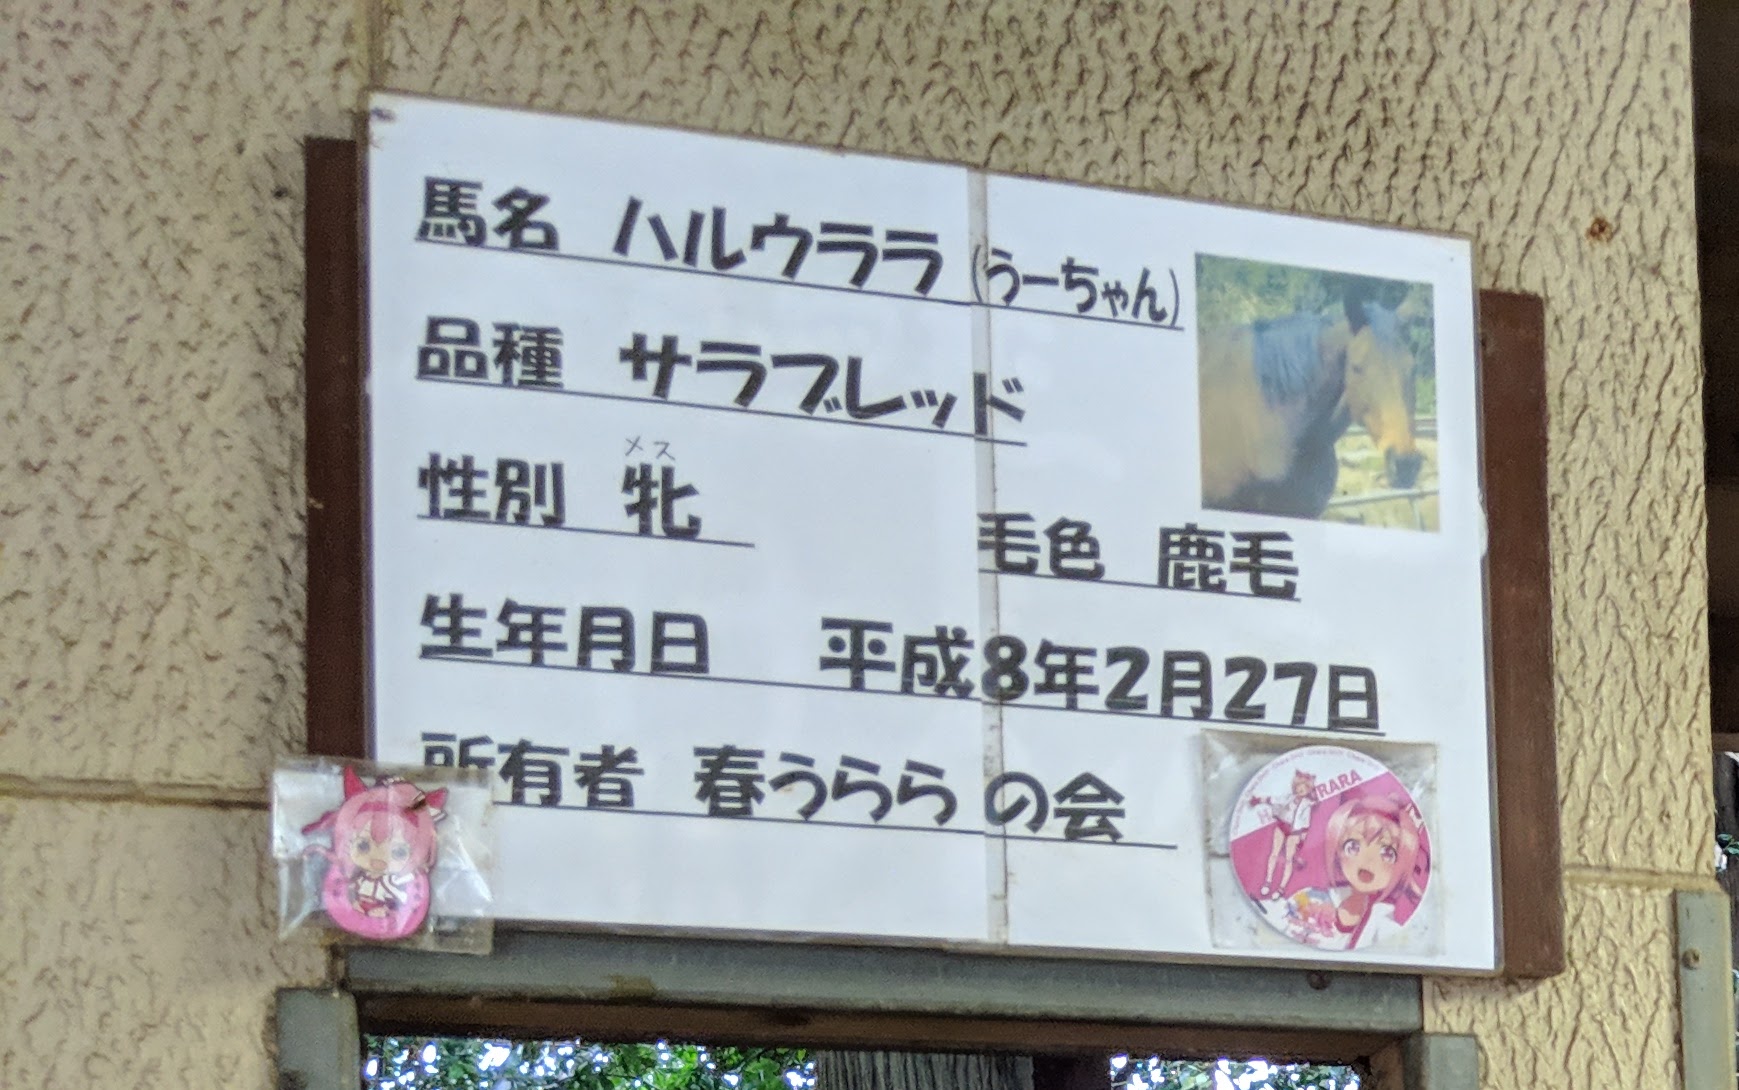 馬名 ハルウララ (うーちゃん)
品種 サラブレッド
メス
性別 牝
毛色 鹿毛
生年月日 平成8年2月27日
所有者 春うららの会
URARA